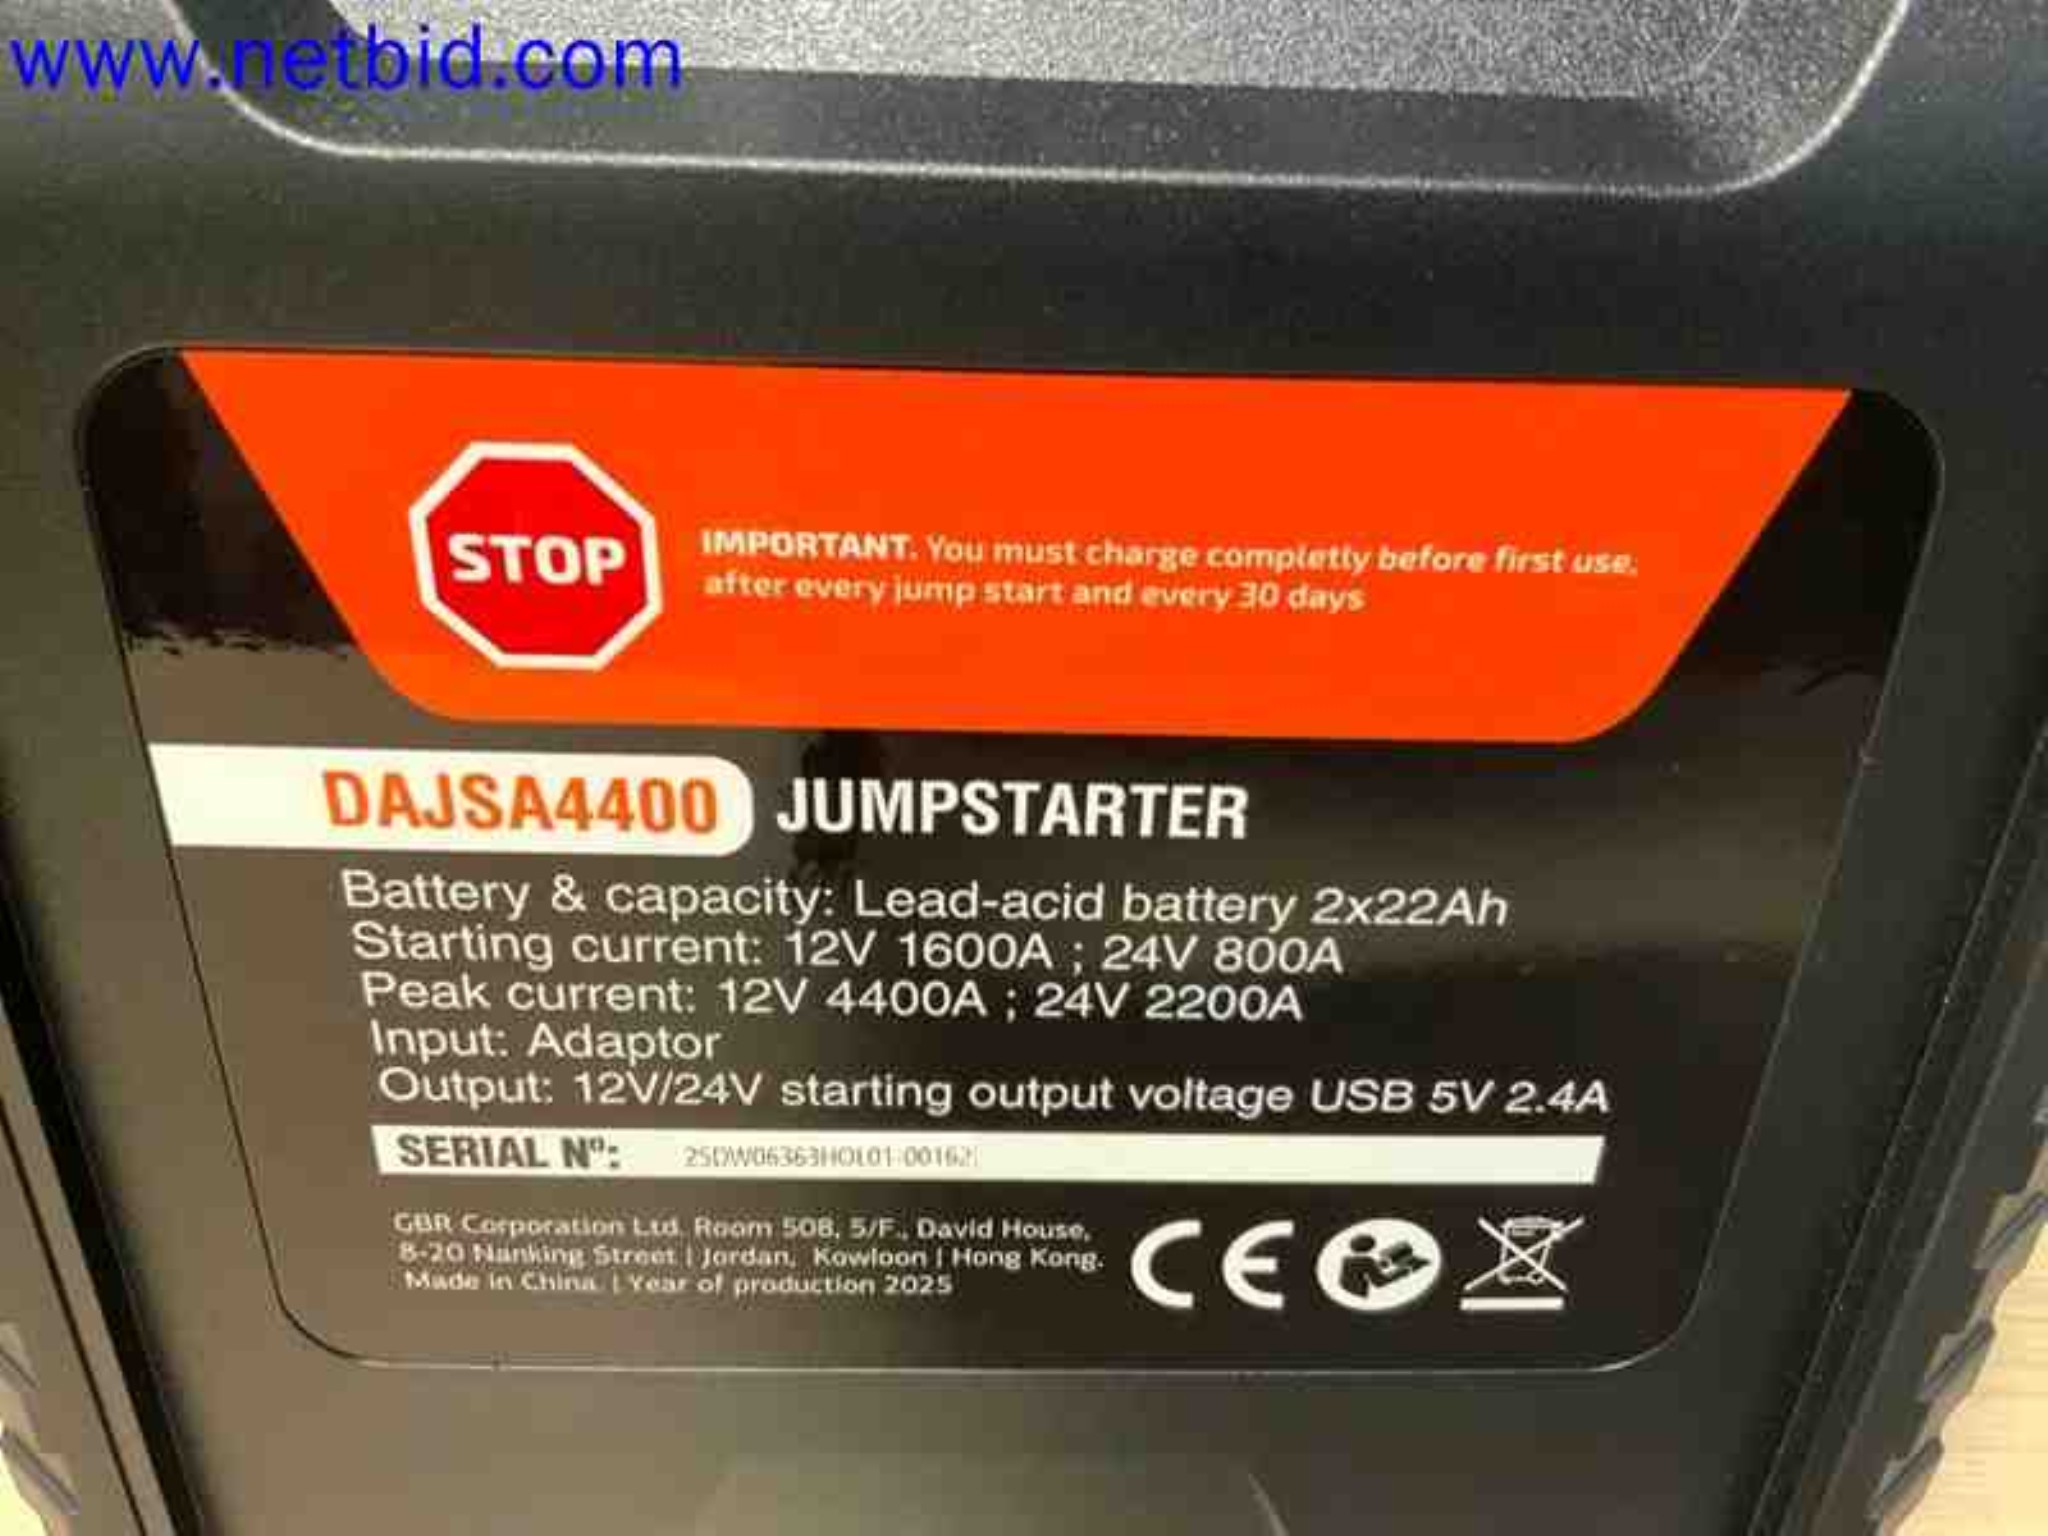 www.netbid.com
STOP
IMPORTANT. You must charge completly before first use,
after every jump start and every 30 days
DAJSA4400 JUMPSTARTER
Battery & capacity: Lead-acid battery 2x22Ah
Starting current: 12V 1600A ; 24V 800A
Peak current: 12V 4400A ; 24V 2200A
Input: Adaptor
Output: 12V/24V starting output voltage USB 5V 2.4A
SERIAL Nº:
GBR Corporation Ltd. Room 508, 5/F., David House,
8-20 Nanking Street | Jordan, Kowloon | Hong Kong.
Made in China. | Year of production 2025
CE